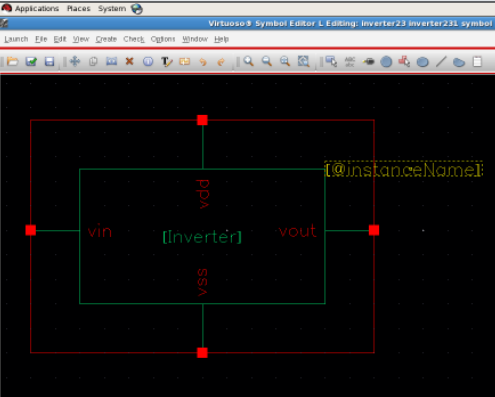 Applications Places System
Virtuoso® Symbol Editor L Editing: inverter23 inverter231 symbol
Launch File Edit View Create Check Options Window Help
[@instanceName]
vdd
vin
[Inverter]
vout
vss